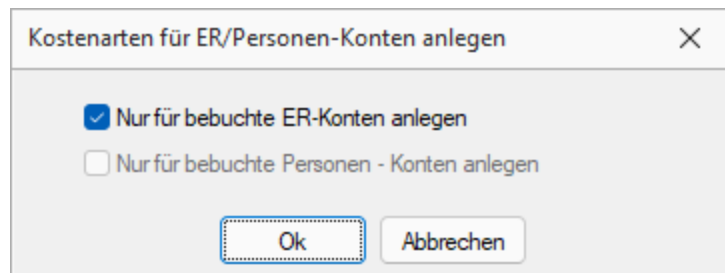 Kostenarten für ER/Personen-Konten anlegen
Nur für bebuchte ER-Konten anlegen
Nur für bebuchte Personen - Konten anlegen
Ok Abbrechen